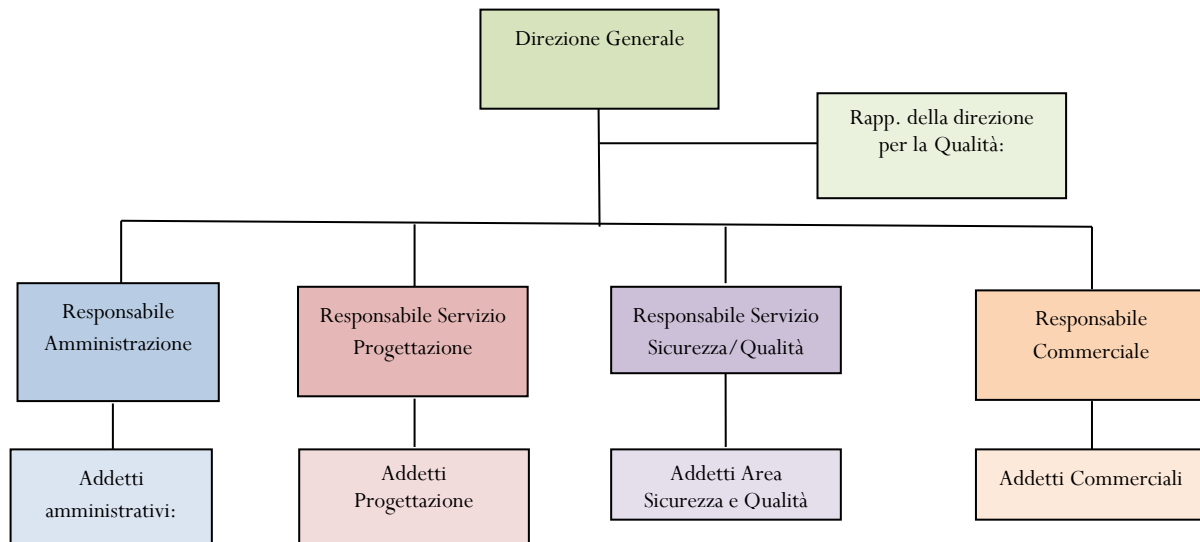 Direzione Generale
Rapp. della direzione
per la Qualità:
Responsabile
Amministrazione
Responsabile Servizio
Progettazione
Responsabile Servizio
Sicurezza/Qualità
Responsabile
Commerciale
Addetti
amministrativi:
Addetti
Progettazione
Addetti Area
Sicurezza e Qualità
Addetti Commerciali